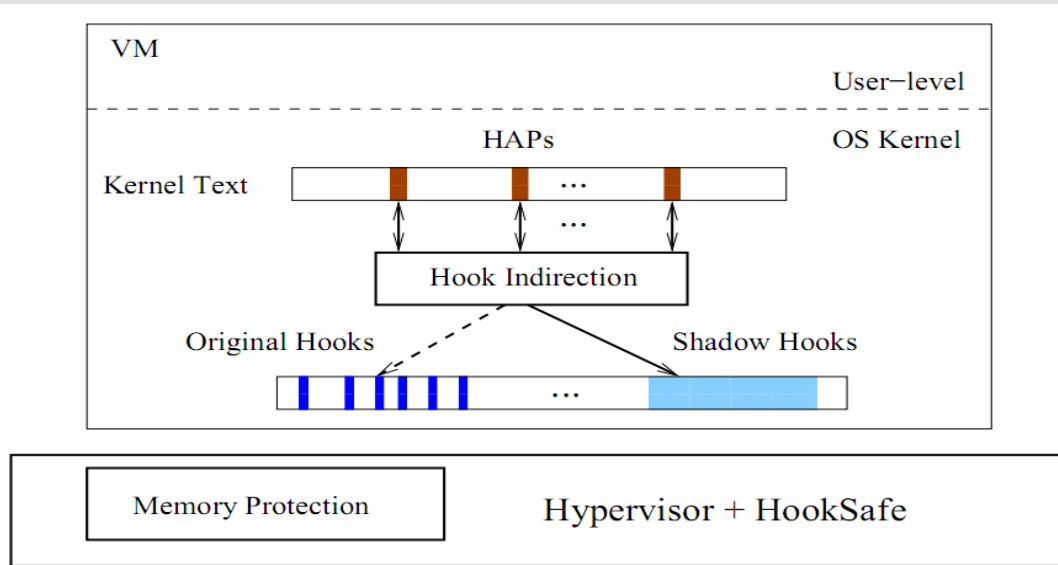 VM
User-level
HAPs
OS Kernel
Kernel Text
...
...
Hook Indirection
Original Hooks
Shadow Hooks
...
Memory Protection
Hypervisor + HookSafe